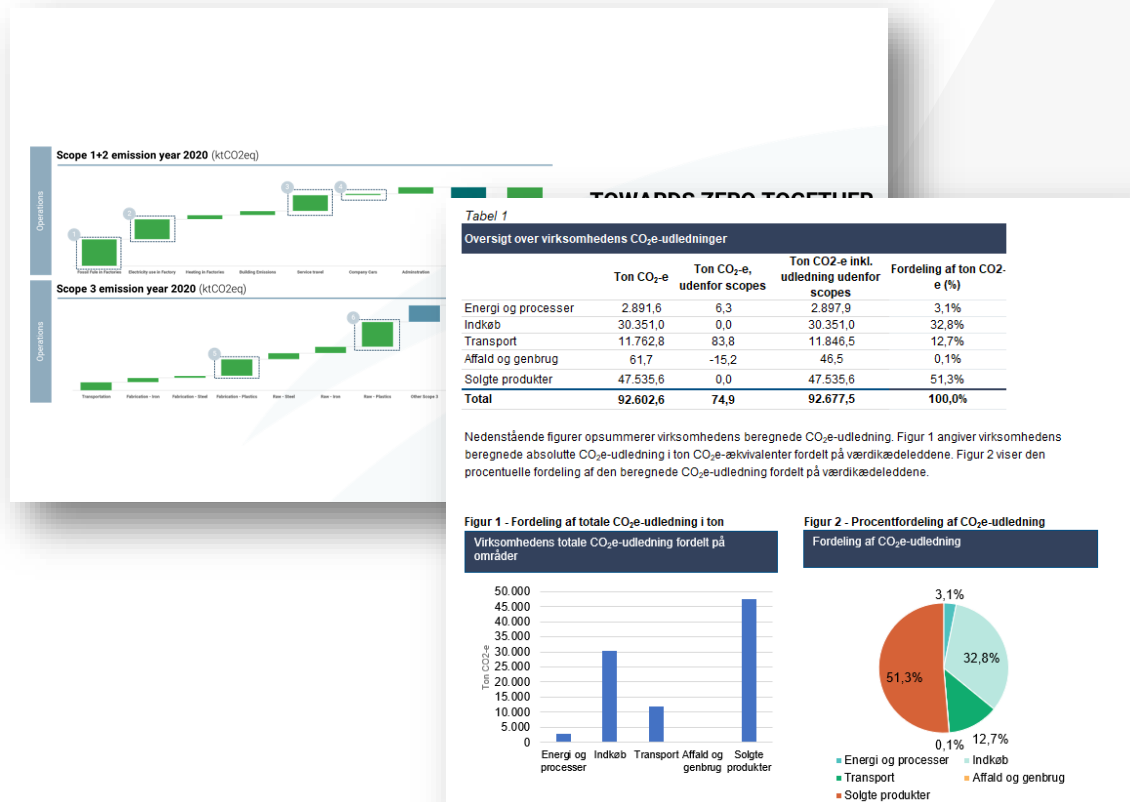 Scope 1+2 emission year 2020 (ktCO2eq)
Operations
1
2
3
4
Fossil Fule in Factories Electricity use in Factory Heating in Factories Building Emissions Service travel Company Cars Adminstration
TOWARDS ZERO TOGETHER
Scope 3 emission year 2020 (ktCO2eq)
Operations
5
6
Transportation Fabrication - Iron Fabrication - Steel Fabrication - Plastics Raw - Steel Raw - Iron Raw - Plastics Other Scope 3
Tabel 1
Oversigt over virksomhedens CO₂e-udledninger
Ton CO₂-e Ton CO₂-e, udenfor scopes Ton CO2-e inkl. udledning udenfor scopes Fordeling af ton CO2-e (%)
Energi og processer 2.891,6 6,3 2.897,9 3,1%
Indkøb 30.351,0 0,0 30.351,0 32,8%
Transport 11.762,8 83,8 11.846,5 12,7%
Affald og genbrug 61,7 -15,2 46,5 0,1%
Solgte produkter 47.535,6 0,0 47.535,6 51,3%
Total 92.602,6 74,9 92.677,5 100,0%
Nedenstående figurer opsummerer virksomhedens beregnede CO₂e-udledning. Figur 1 angiver virksomhedens
beregnede absolutte CO₂e-udledning i ton CO₂e-ækvivalenter fordelt på værdikædeleddene. Figur 2 viser den
procentuelle fordeling af den beregnede CO₂e-udledning fordelt på værdikædeleddene.
Figur 1 - Fordeling af totale CO₂e-udledning i ton
Virksomhedens totale CO₂e-udledning fordelt på
områder
Ton CO2-e
50.000
45.000
40.000
35.000
30.000
25.000
20.000
15.000
10.000
5.000
0
Energi og processer Indkøb Transport Affald og genbrug Solgte produkter
Figur 2 - Procentfordeling af CO₂e-udledning
Fordeling af CO₂e-udledning
3,1%
32,8%
51,3%
0,1% 12,7%
Energi og processer Indkøb
Transport Affald og genbrug
Solgte produkter